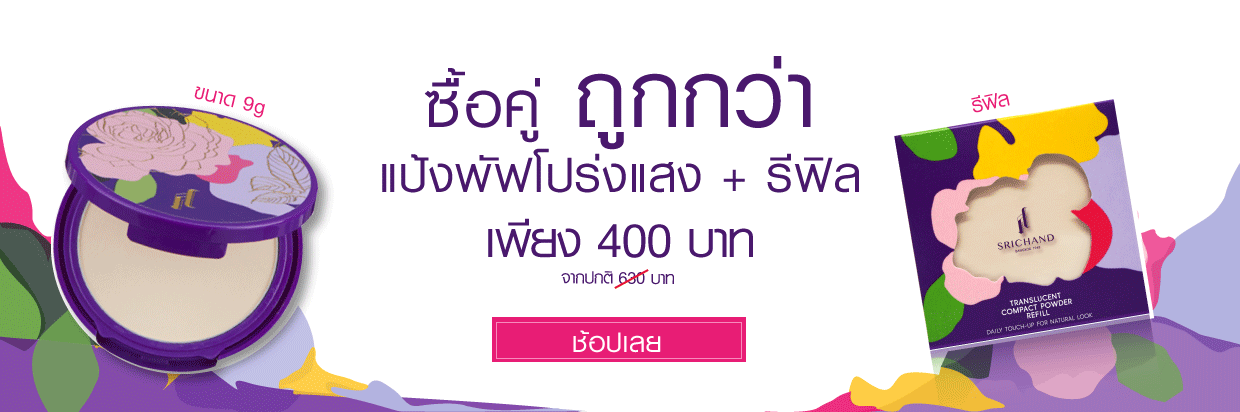 ขนาด 9g
ซื้อคู่ ถูกกว่า
แป้งพัฟโปร่งแสง + รีฟิล
เพียง 400 บาท
จากปกติ 630 บาท
ช้อปเลย
รีฟิล
SRICHAND
BANGKOK 1948
TRANSLUCENT
COMPACT POWDER
REFILL
DAILY TOUCH-UP FOR NATURAL LOOK